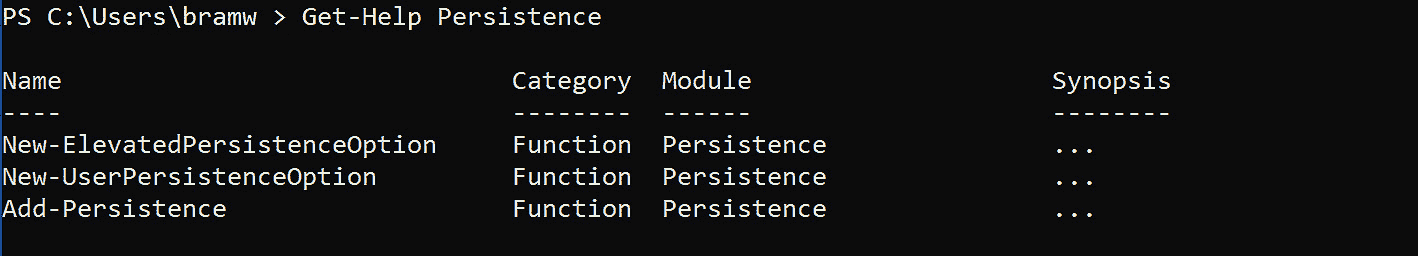 PS C:\Users\bramw > Get-Help Persistence
Name Category Module Synopsis
---- -------- ------ --------
New-ElevatedPersistenceOption Function Persistence ...
New-UserPersistenceOption Function Persistence ...
Add-Persistence Function Persistence ...